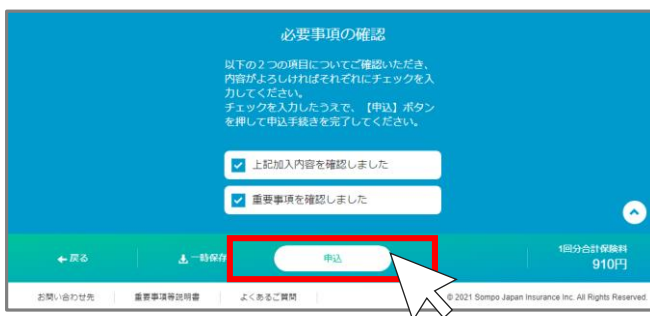 必要事項の確認
以下の2つの項目についてご確認いただき、
内容がよろしければそれぞれにチェックを入
力してください。
チェックを入力したうえで、【申込】ボタン
を押して申込手続きを完了してください。
上記加入内容を確認しました
重要事項を確認しました
戻る 一時保存 申込 1回分合計保険料
910円
お問い合わせ先 重要事項等説明書 よくあるご質問 © 2021 Sompo Japan Insurance Inc. All Rights Reserved.